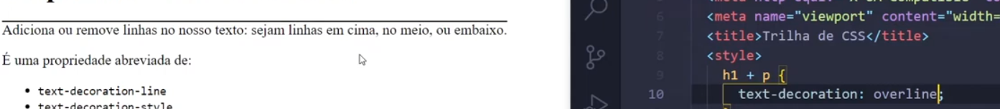 Adiciona ou remove linhas no nosso texto: sejam linhas em cima, no meio, ou embaixo.
É uma propriedade abreviada de:
• text-decoration-line
• text-decoration-style
6 <meta name="viewport" content="width=
7 <title>Trilha de CSS</title>
8 <style>
9 h1 + p {
10 text-decoration: overline;